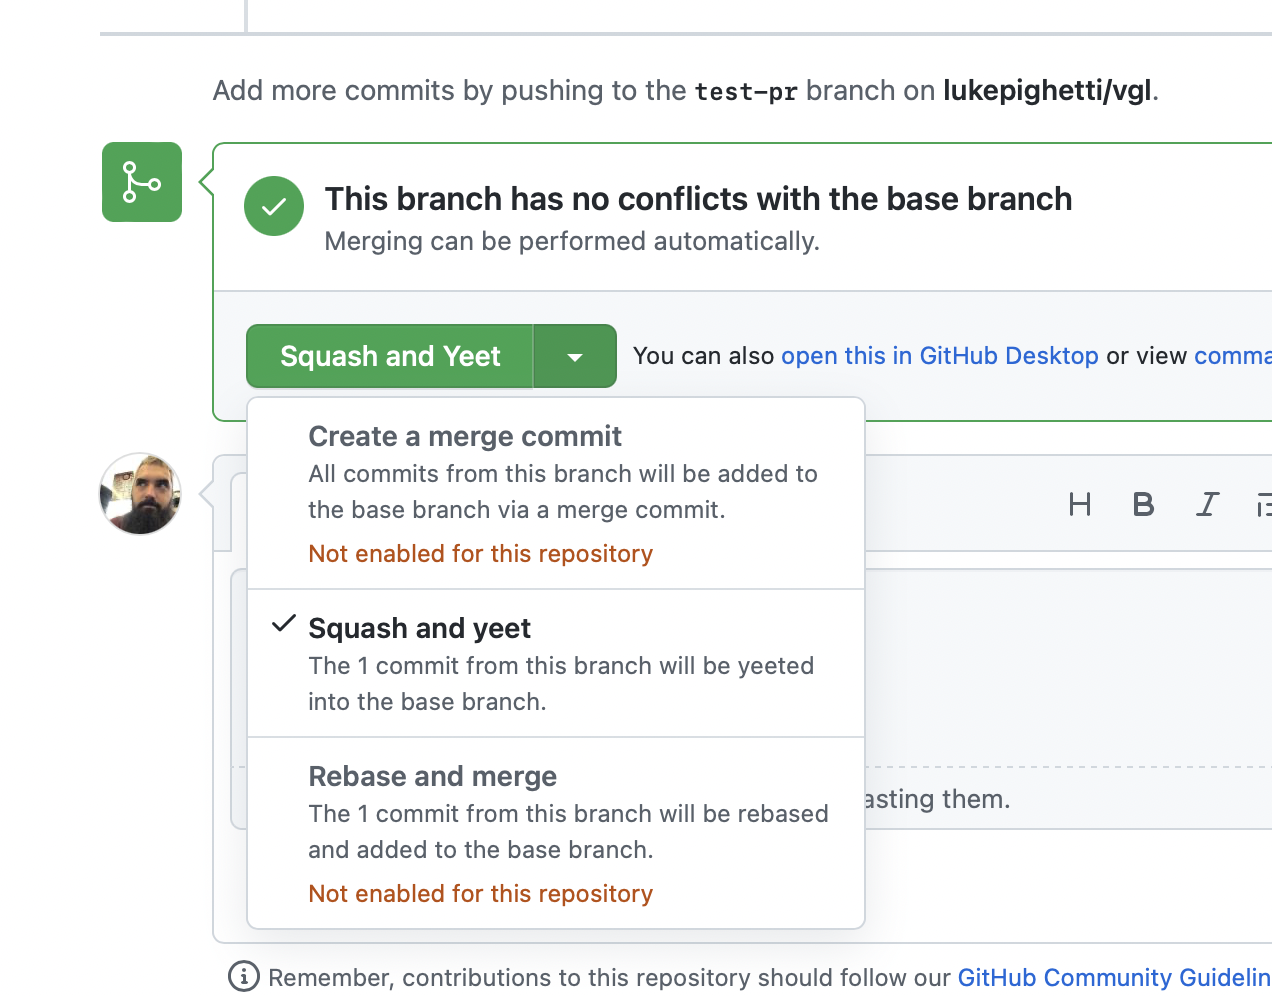 Add more commits by pushing to the test-pr branch on lukepighetti/vgl.
This branch has no conflicts with the base branch
Merging can be performed automatically.
Squash and Yeet
You can also open this in GitHub Desktop or view comma
Create a merge commit
All commits from this branch will be added to
the base branch via a merge commit.
Not enabled for this repository
H B I
Squash and yeet
The 1 commit from this branch will be yeeted
into the base branch.
Rebase and merge
The 1 commit from this branch will be rebased
and added to the base branch.
Not enabled for this repository
asting them.
Remember, contributions to this repository should follow our GitHub Community Guidelin